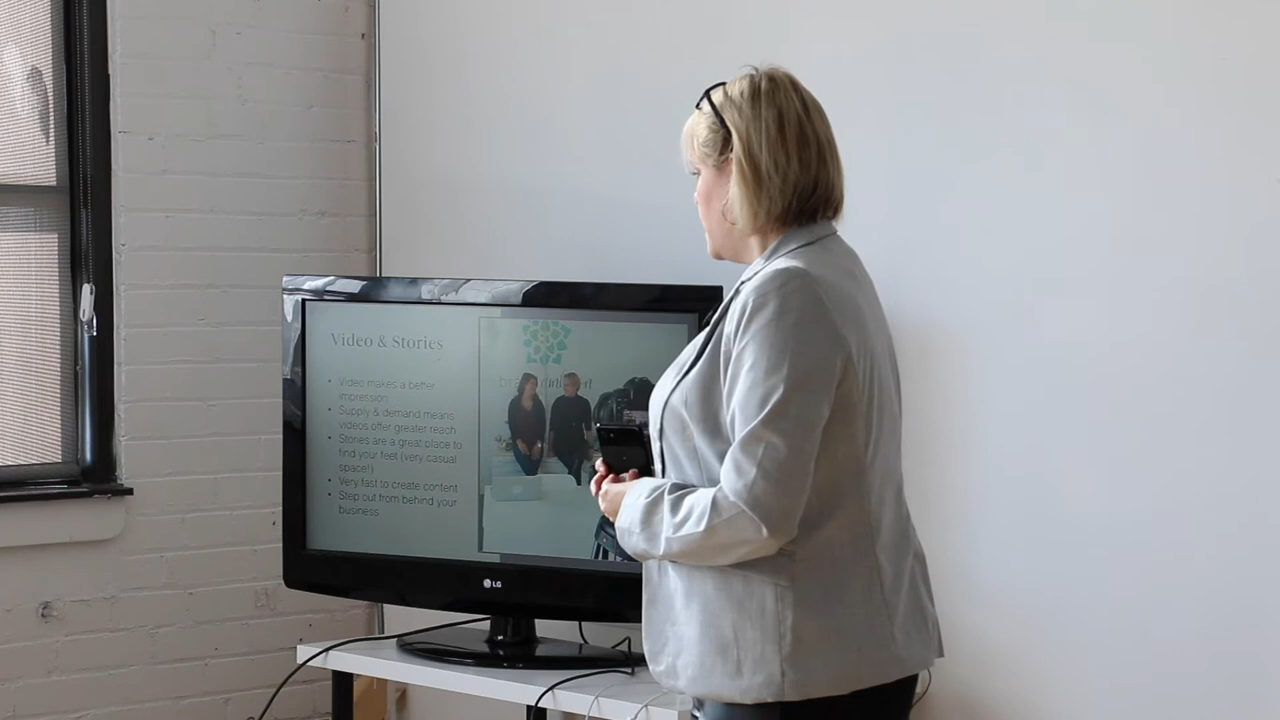 Video & Stories
• Video makes a better
impression
• Supply & demand means
videos offer greater reach
• Stories are a great place to
find your feet (very casual
space!)
• Very fast to create content
• Step out from behind your
business
LG